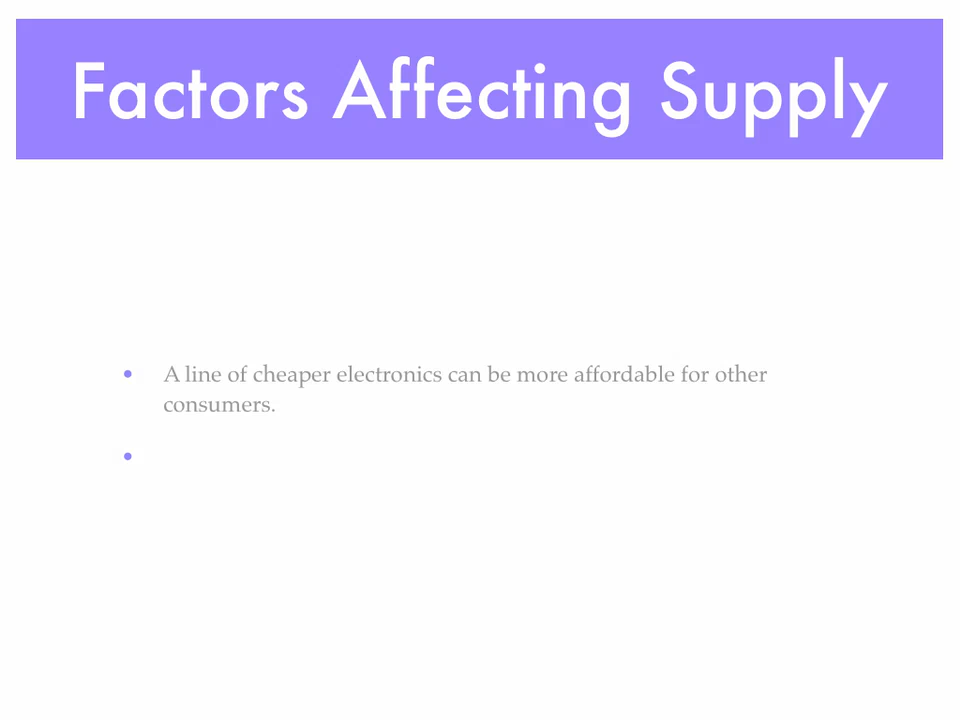 Factors Affecting Supply
• A line of cheaper electronics can be more affordable for other
consumers.
•